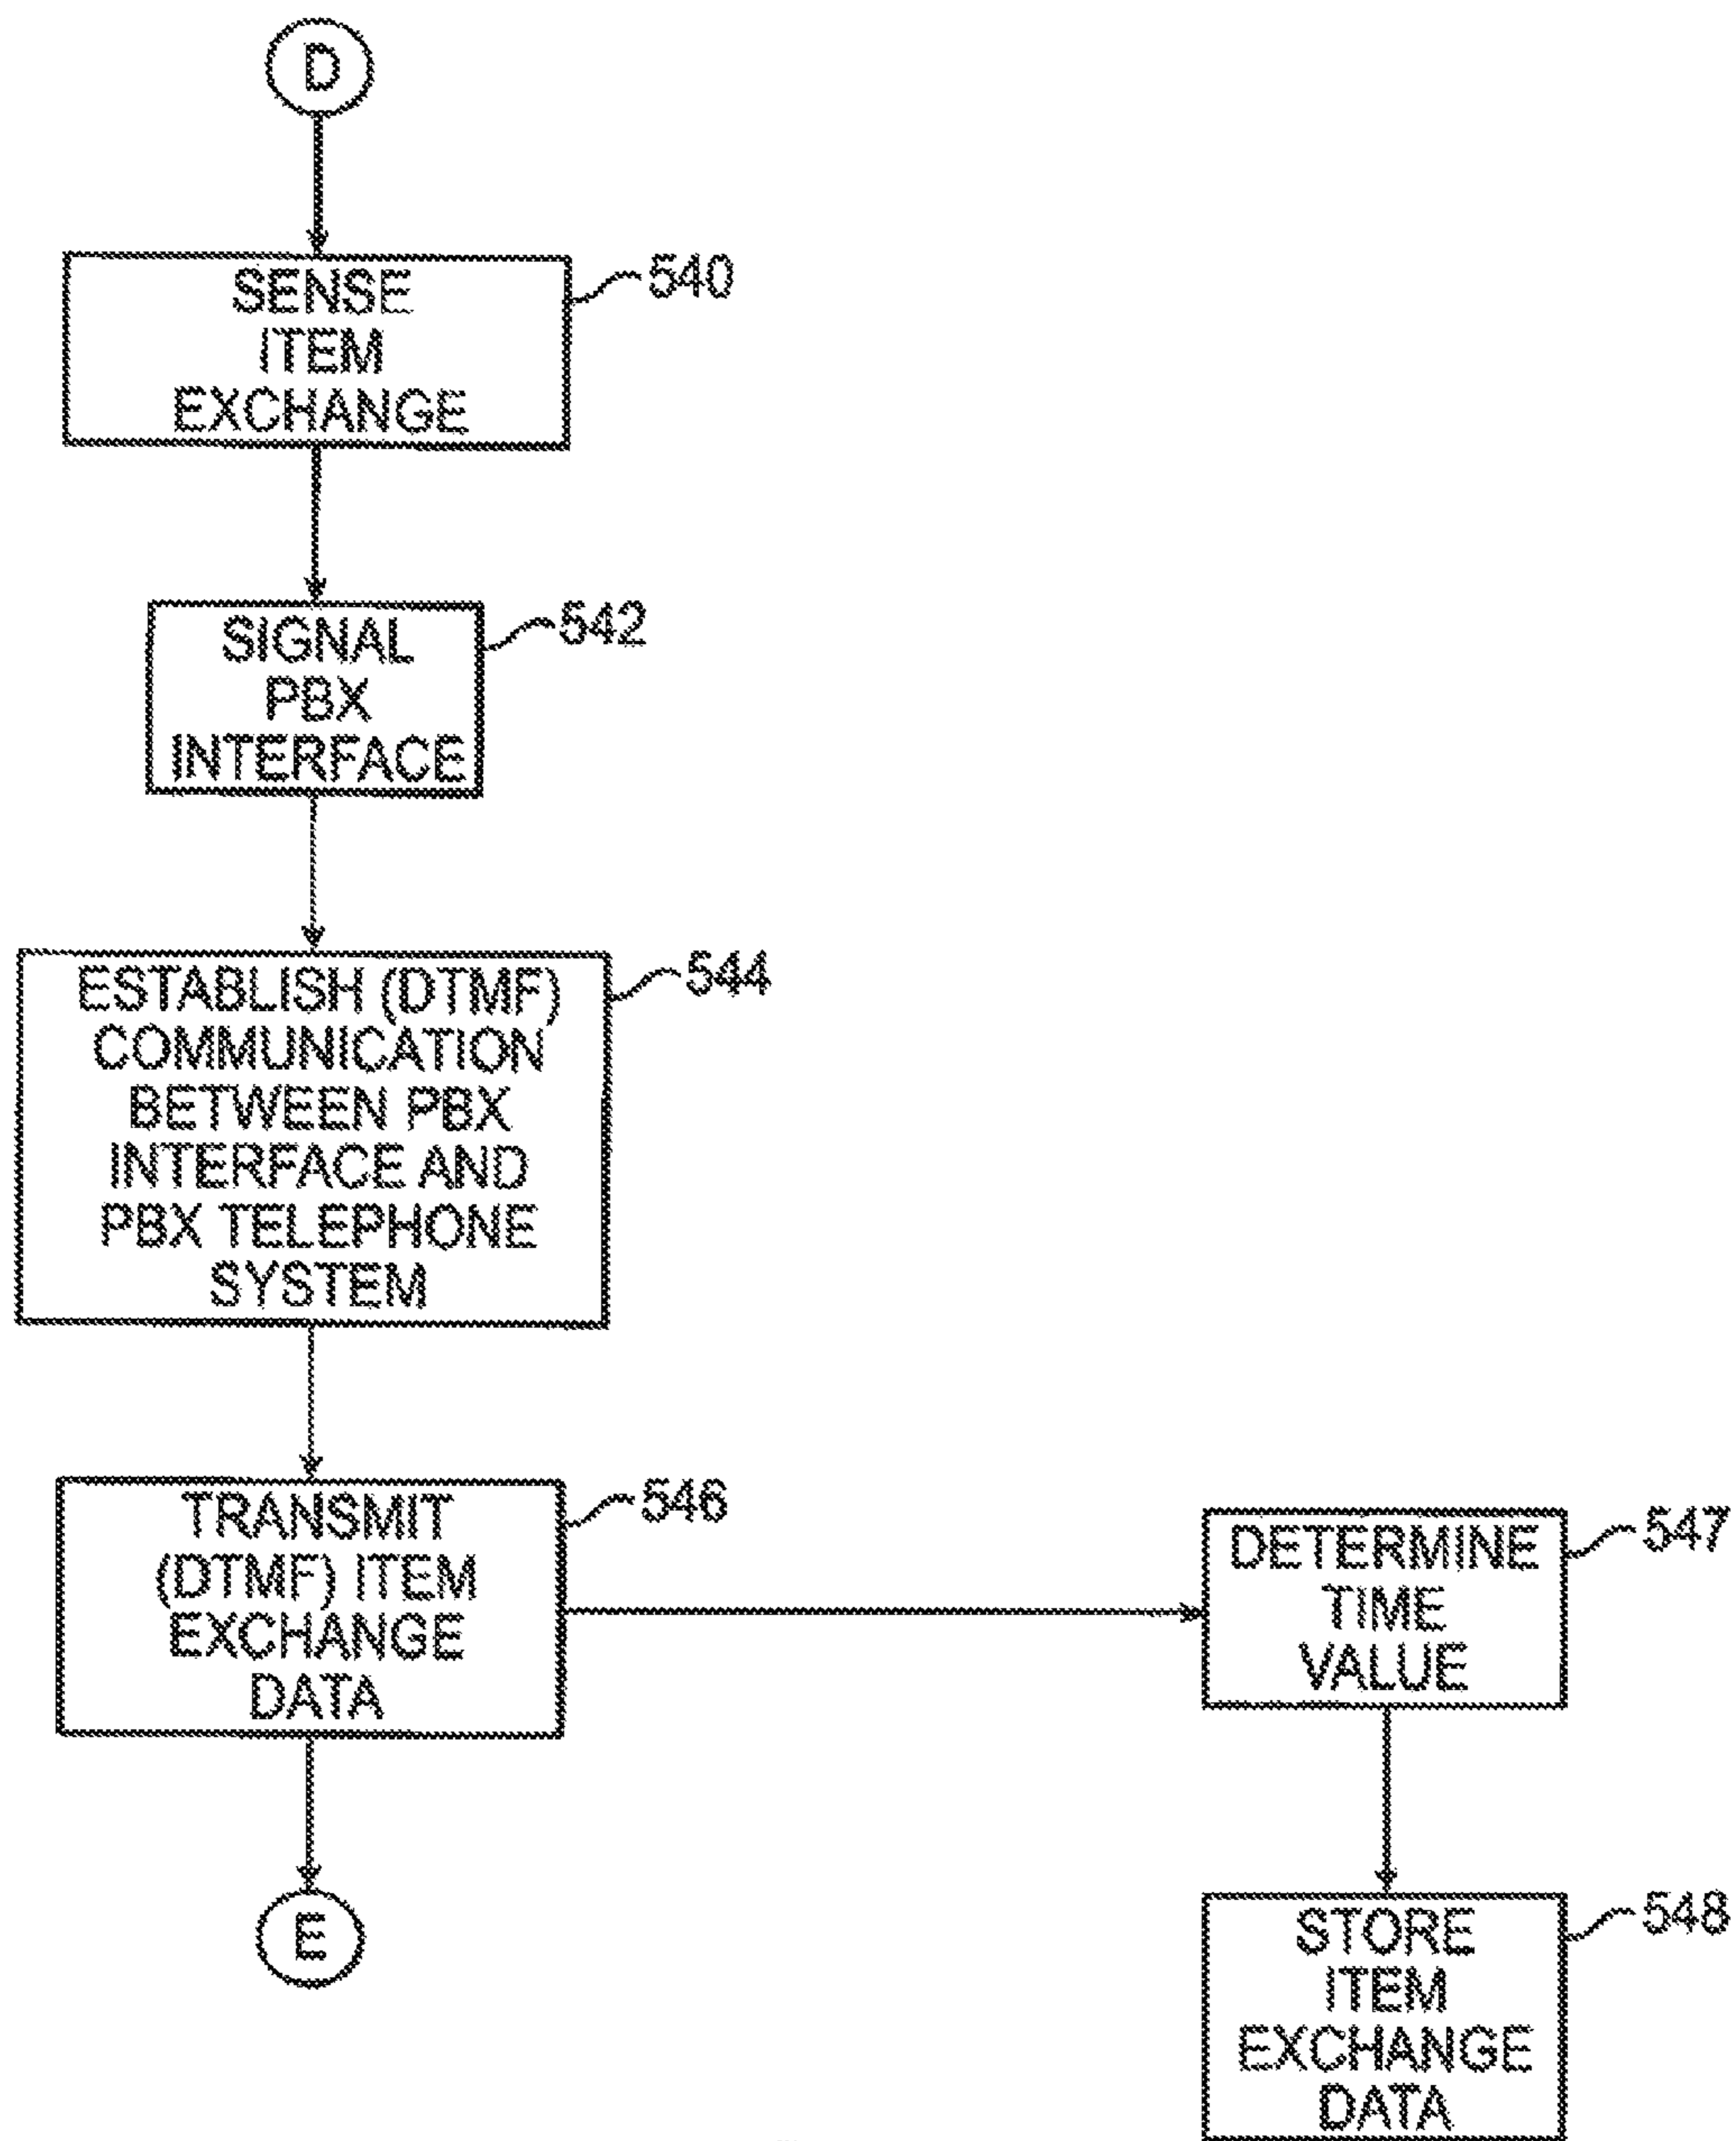 D
SENSE
ITEM
EXCHANGE
540
SIGNAL
PBX
INTERFACE
542
ESTABLISH (DTMF)
COMMUNICATION
BETWEEN PBX
INTERFACE AND
PBX TELEPHONE
SYSTEM
544
TRANSMIT
(DTMF) ITEM
EXCHANGE
DATA
546
DETERMINE
TIME
VALUE
547
E
STORE
ITEM
EXCHANGE
DATA
548